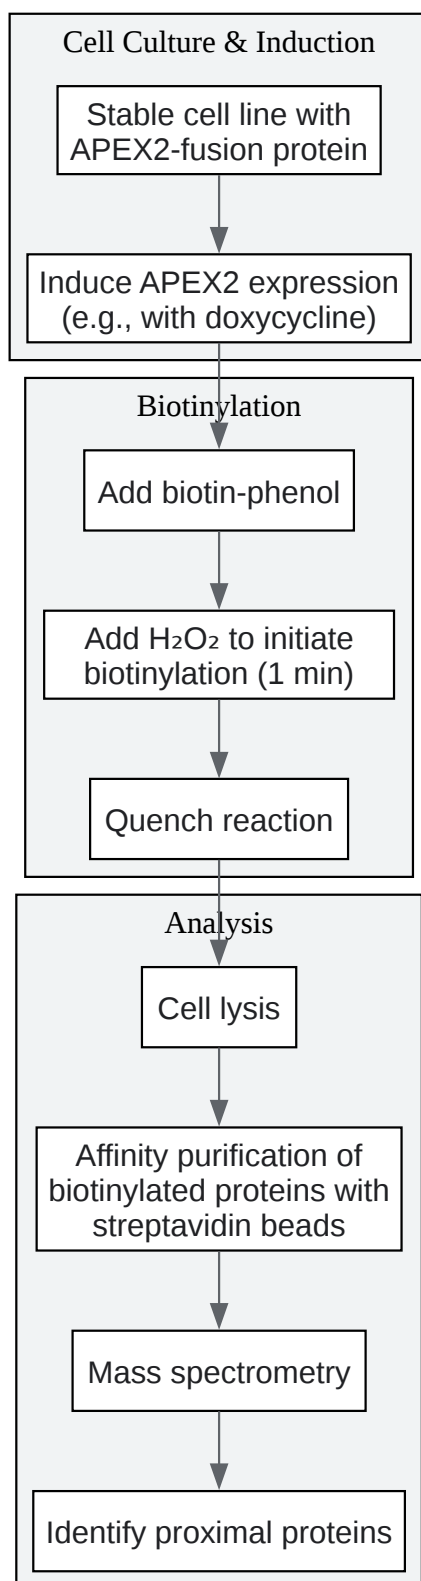 Cell Culture & Induction
Stable cell line with
APEX2-fusion protein
Induce APEX2 expression
(e.g., with doxycycline)
Biotinylation
Add biotin-phenol
Add H₂O₂ to initiate
biotinylation (1 min)
Quench reaction
Analysis
Cell lysis
Affinity purification of
biotinylated proteins with
streptavidin beads
Mass spectrometry
Identify proximal proteins